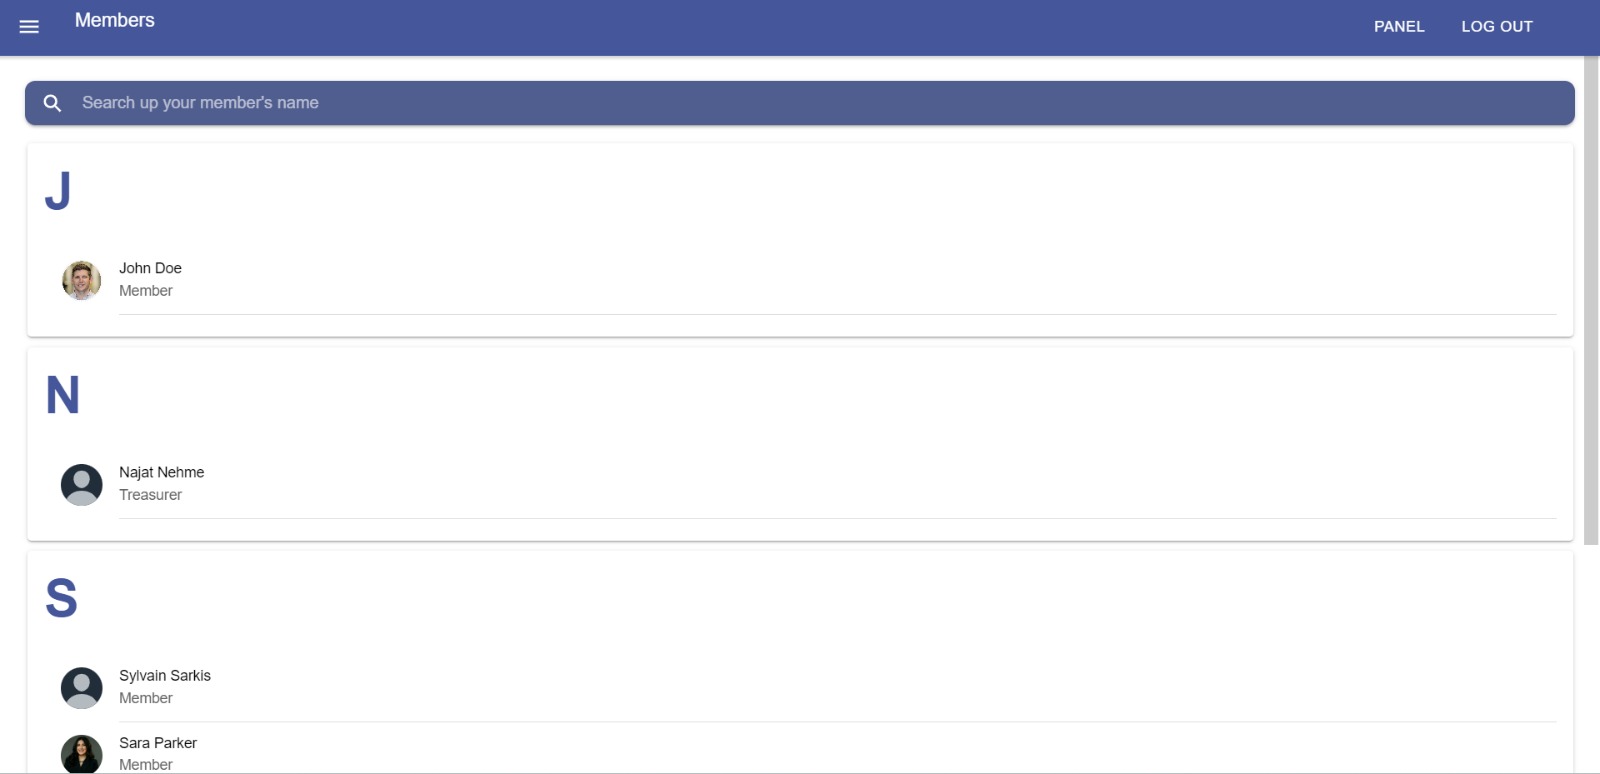 Members
PANEL
LOG OUT
Search up your member's name
J
John Doe
Member
N
Najat Nehme
Treasurer
S
Sylvain Sarkis
Member
Sara Parker
Member